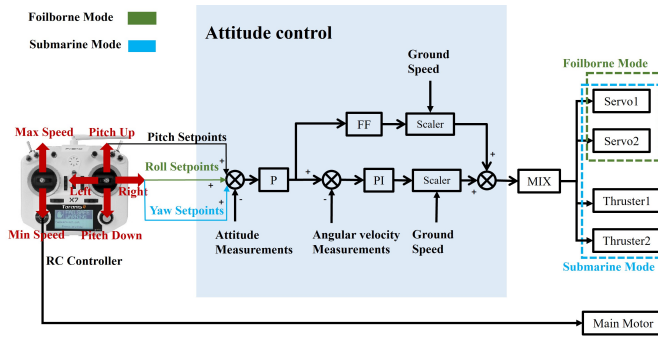 Foilborne Mode
Submarine Mode
Attitude control
Ground
Speed
Foilborne Mode
Servo1
Servo2
Max Speed
Pitch Up
Pitch Setpoints
FF
Scaler
Roll Setpoints
Left
Right
P
PI
Scaler
MIX
Yaw Setpoints
X7
Taranis
Min Speed
Pitch Down
RC Controller
Attitude
Measurements
Angular velocity
Measurements
Ground
Speed
Thruster1
Thruster2
Submarine Mode
Main Motor
+
+
+
-
+
-
+
+